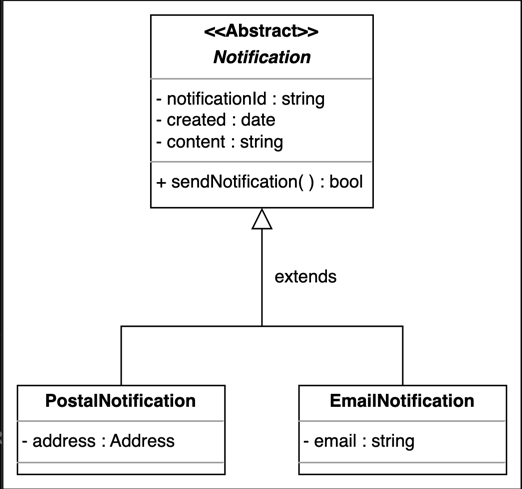 <<Abstract>>
Notification
- notificationId : string
- created : date
- content : string
+ sendNotification( ) : bool
extends
PostalNotification
- address : Address
EmailNotification
- email : string